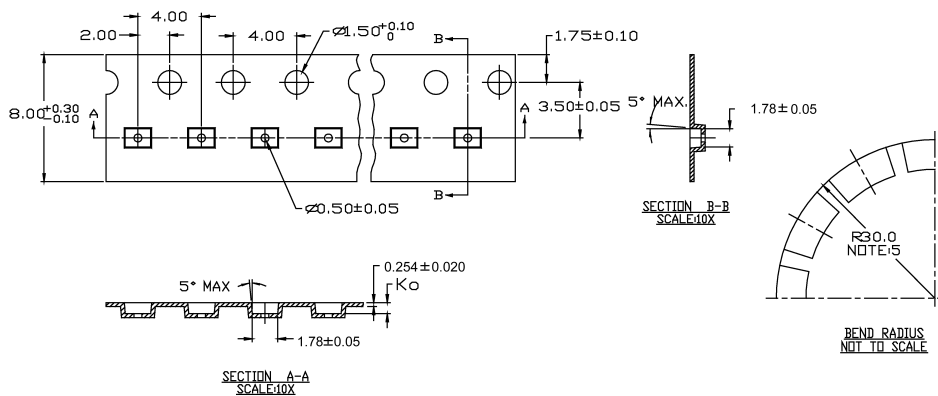 4.00
2.00
4.00
⌀1.50+0.10 0
B
1.75±0.10
8.00+0.30 -0.10
A
A
3.50±0.05
B
⌀0.50±0.05
5° MAX.
1.78±0.05
SECTION B-B
SCALE:10X
R30.0
NOTE:5
BEND RADIUS
NOT TO SCALE
5° MAX
0.254±0.020
Ko
1.78±0.05
SECTION A-A
SCALE:10X